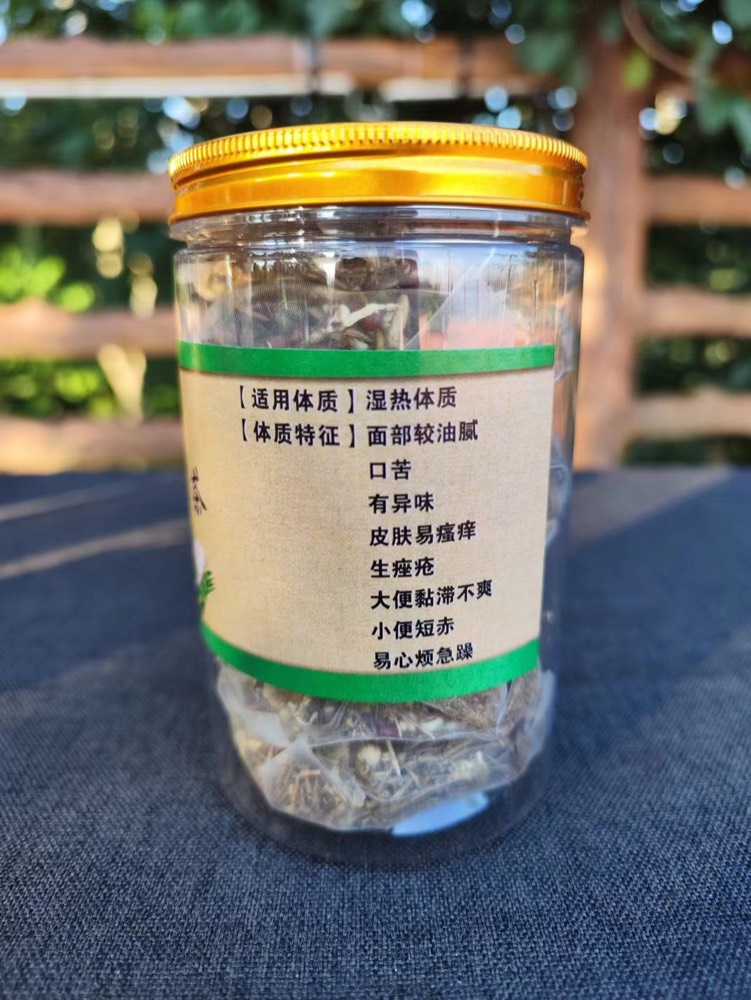 【适用体质】湿热体质
【体质特征】面部较油腻
口苦
有异味
皮肤易瘙痒
生痤疮
大便黏滞不爽
小便短赤
易心烦急躁
茶